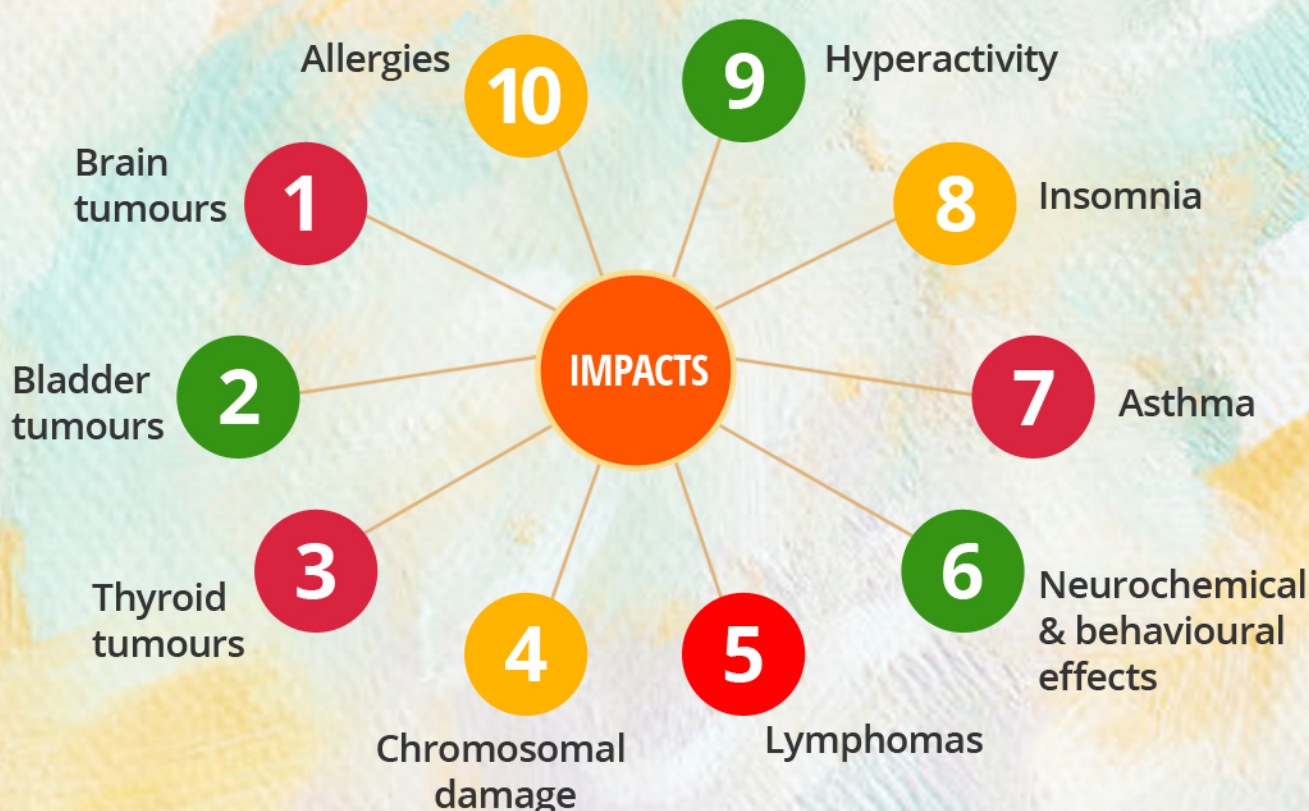 IMPACTS
1
Brain
tumours
2
Bladder
tumours
3
Thyroid
tumours
4
Chromosomal
damage
5
Lymphomas
6
Neurochemical
& behavioural
effects
7
Asthma
8
Insomnia
9
Hyperactivity
10
Allergies